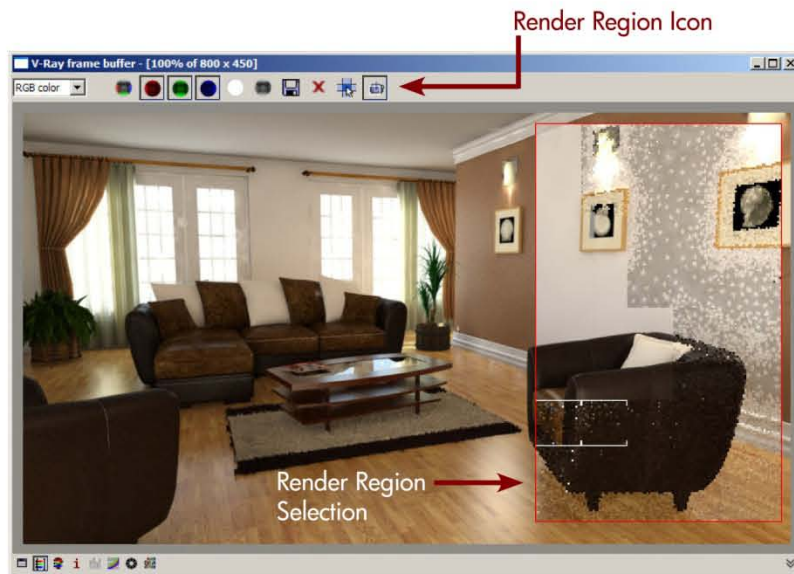 Render Region Icon
V-Ray frame buffer - [100% of 800 x 450]
RGB color
Render Region
Selection